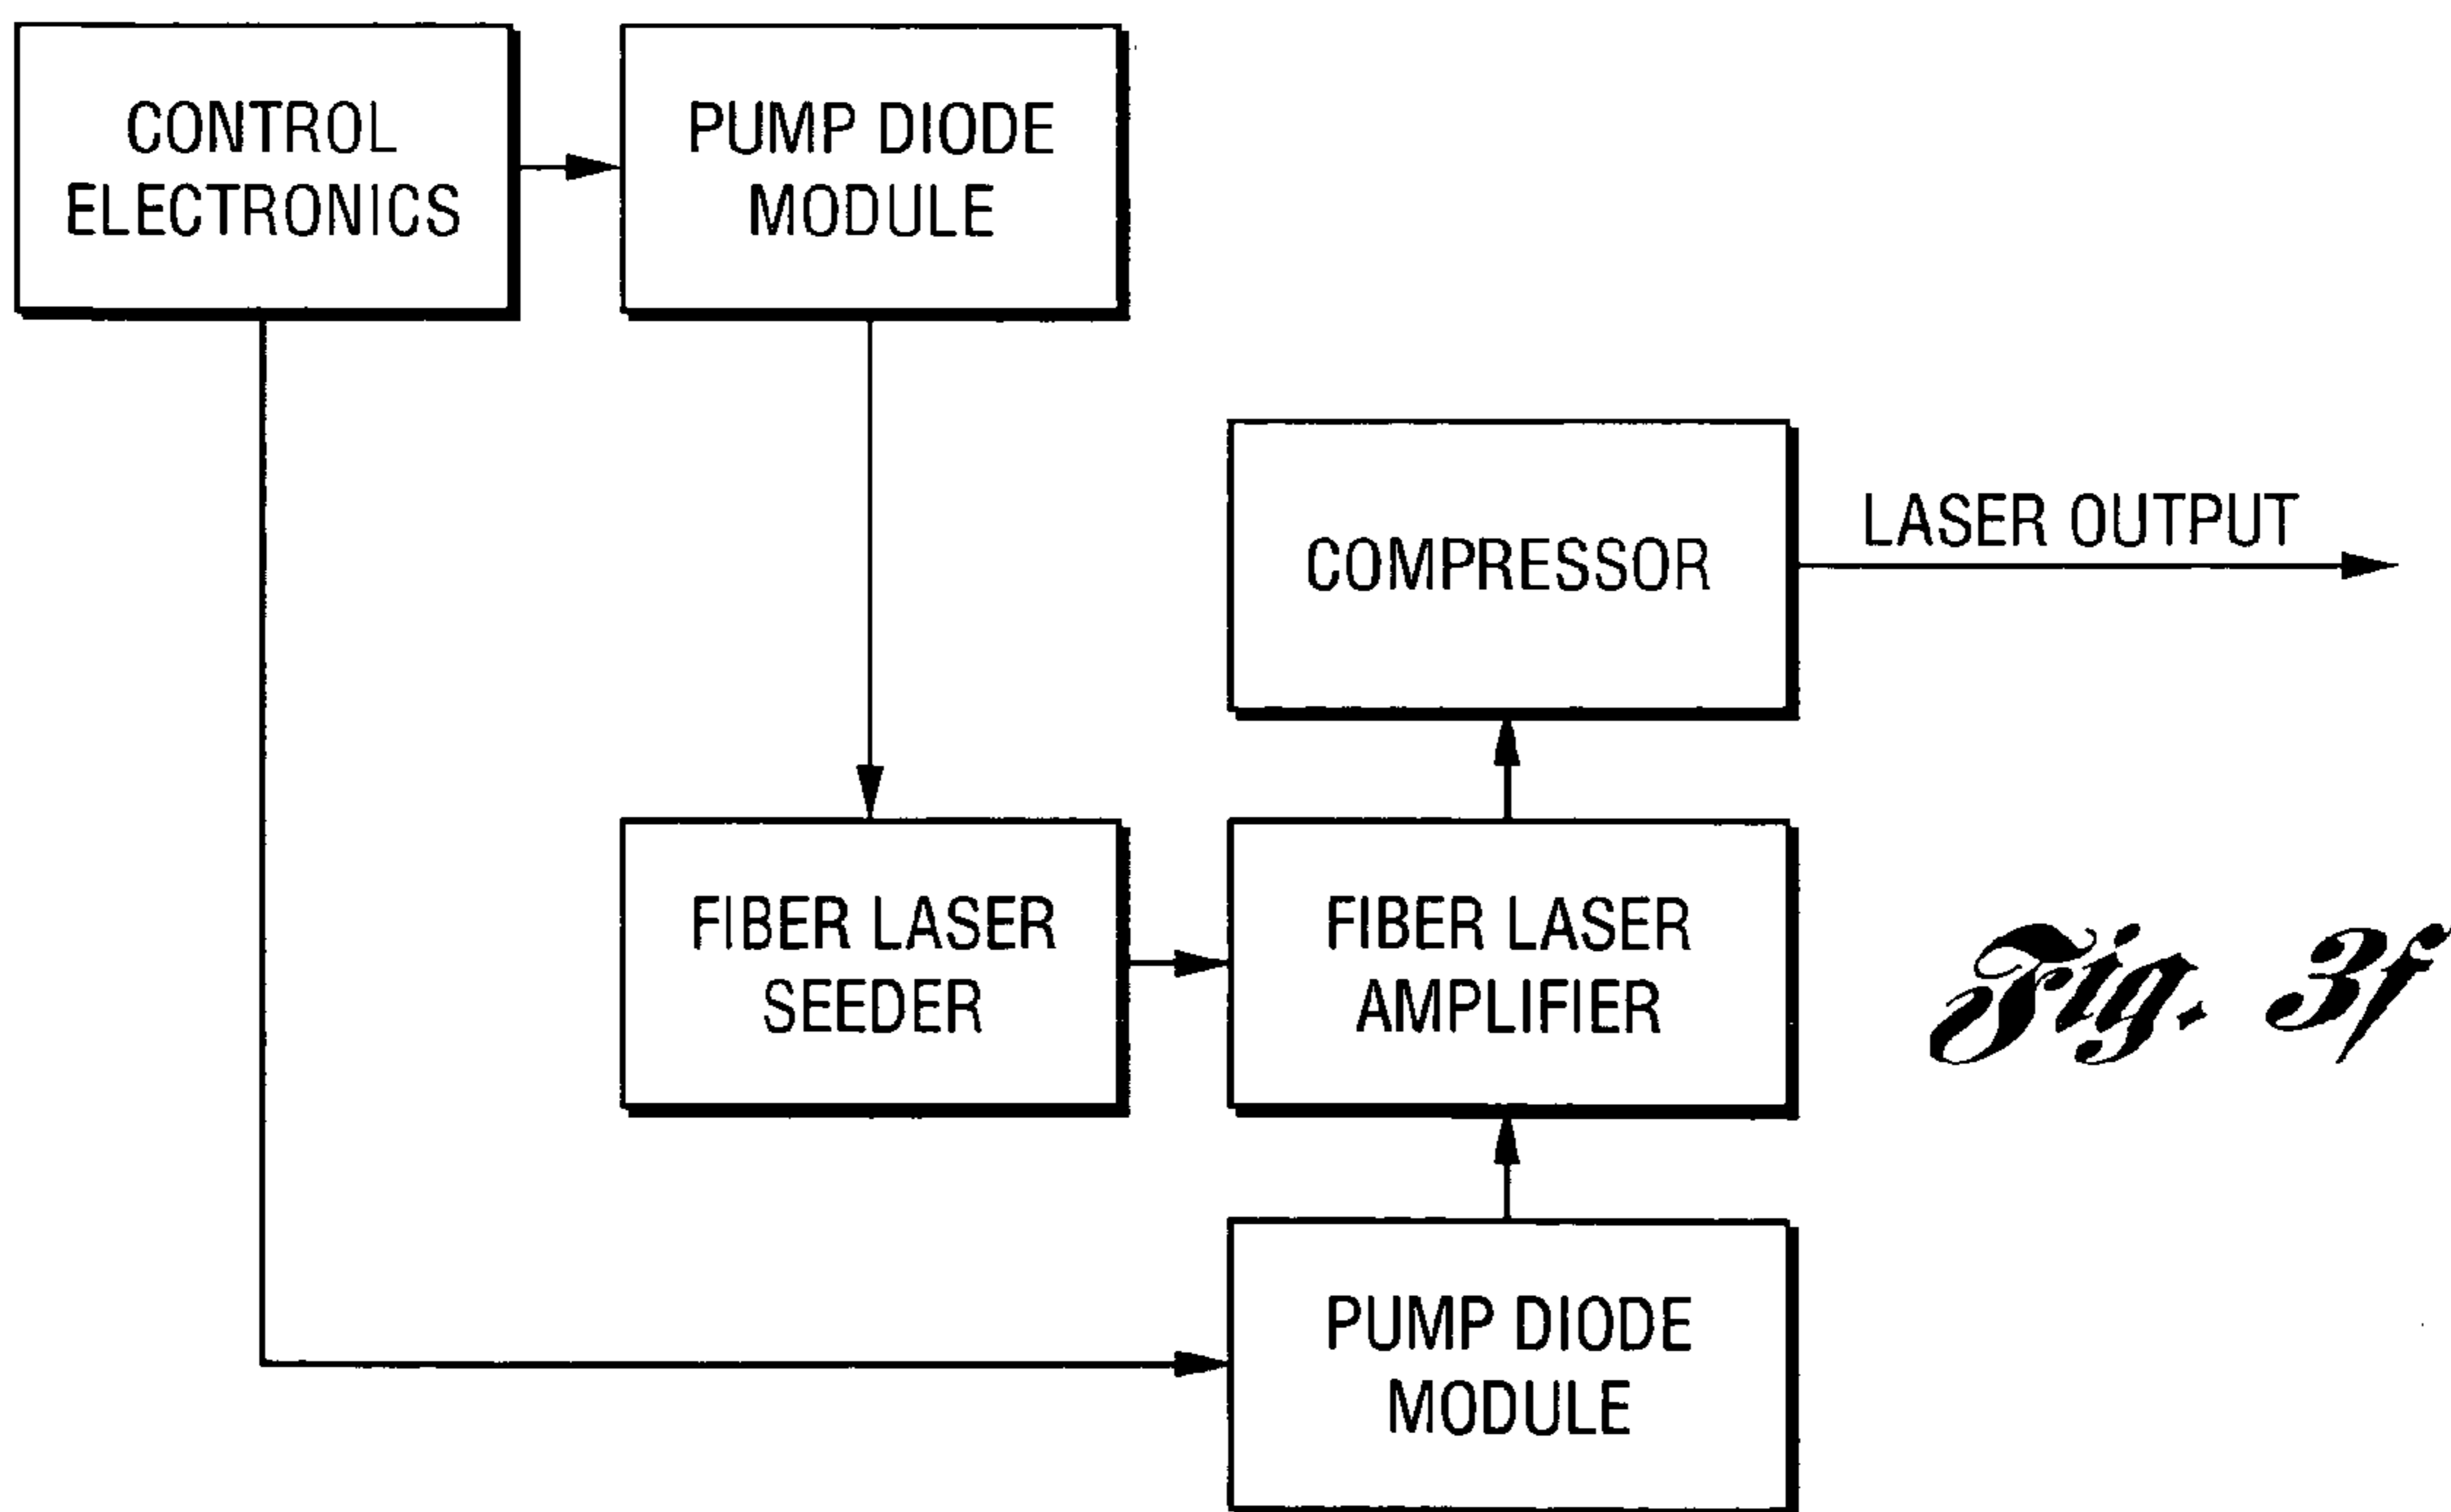 CONTROL
ELECTRONICS
PUMP DIODE
MODULE
COMPRESSOR
LASER OUTPUT
FIBER LASER
SEEDER
FIBER LASER
AMPLIFIER
Fig. 3f
PUMP DIODE
MODULE